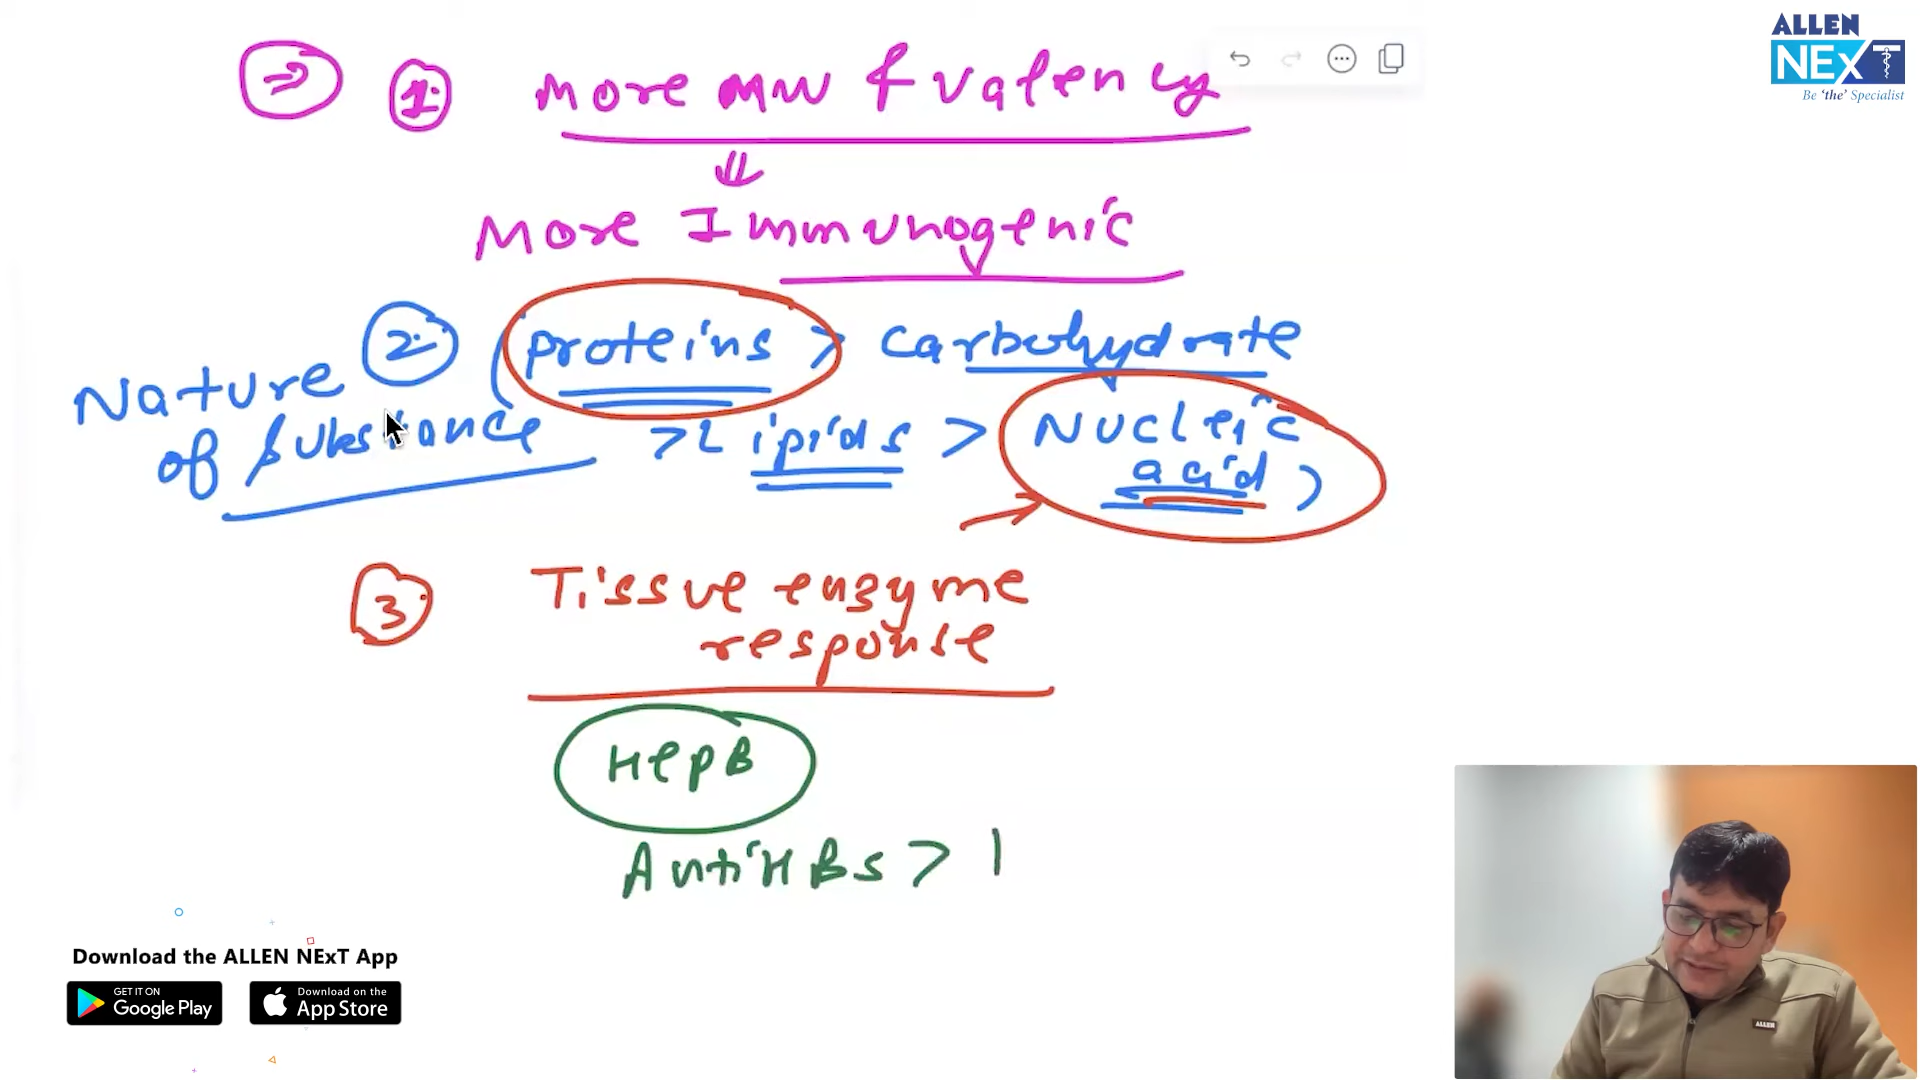 ALLEN
NExT
Be 'the' Specialist
⇒ 1. More MW & valency
⇓
More Immunogenic
2. (proteins > carbohydrate
Nature of substance
>Lipids > Nucleic
acid)
3 Tissue enzyme
response
HepB
AntiHBs > 1
Download the ALLEN NExT App
GET IT ON
Google Play
Download on the
App Store
ALLEN